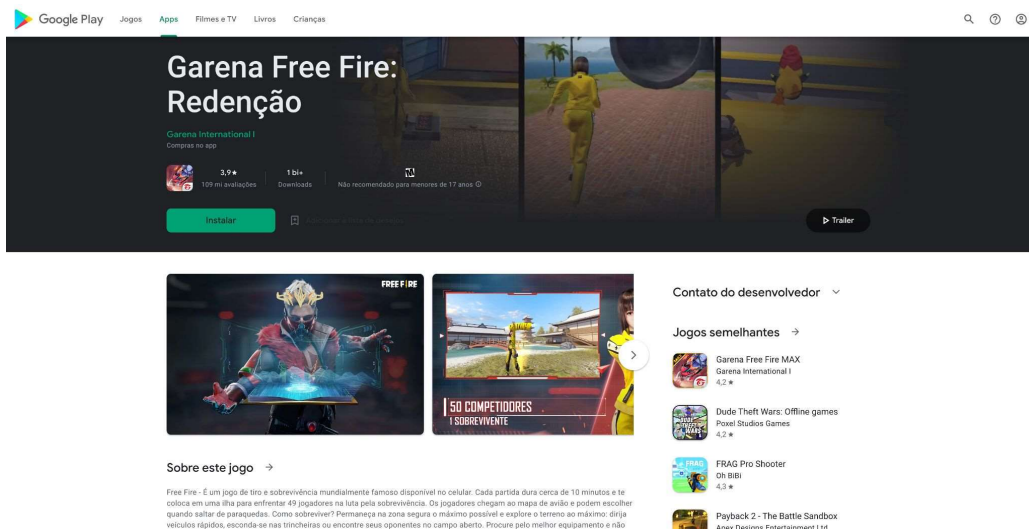 Google Play Jogos Apps Filmes e TV Livros Crianças
Garena Free Fire:
Redenção
Garena International I
Compras no app
3,9★
109 mi avaliações
1 bi+
Downloads
Não recomendado para menores de 17 anos
Instalar
Trailer
FREE FIRE
50 COMPETIDORES
1 SOBREVIVENTE
Contato do desenvolvedor
Jogos semelhantes
Garena Free Fire MAX
Garena International I
4,2 ★
Dude Theft Wars: Offline games
Poxel Studios Games
4,2 ★
FRAG
FRAG Pro Shooter
Oh BiBi
4,3 ★
Payback 2 - The Battle Sandbox
Apex Designs Entertainment Ltd
Sobre este jogo
Free Fire - É um jogo de tiro e sobrevivência mundialmente famoso disponível no celular. Cada partida dura cerca de 10 minutos e te
coloca em uma ilha para enfrentar 49 jogadores na luta pela sobrevivência. Os jogadores chegam ao mapa de avião e podem escolher
quando saltar de paraquedas. Como sobreviver? Permaneça na zona segura o máximo possível e explore o terreno ao máximo: dirija
veículos rápidos, esconda-se nas trincheiras ou encontre seus oponentes no campo aberto. Procure pelo melhor equipamento e não